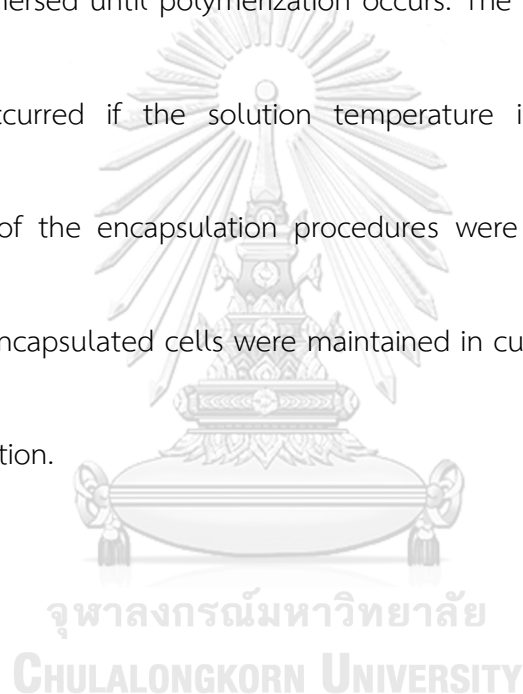 ersed until polymerization occurs. The
ccurred if the solution temperature i
of the encapsulation procedures were
ncapsulated cells were maintained in cu
tion.
จุฬาลงกรณ์มหาวิทยาลัย
CHULALONGKORN UNIVERSITY